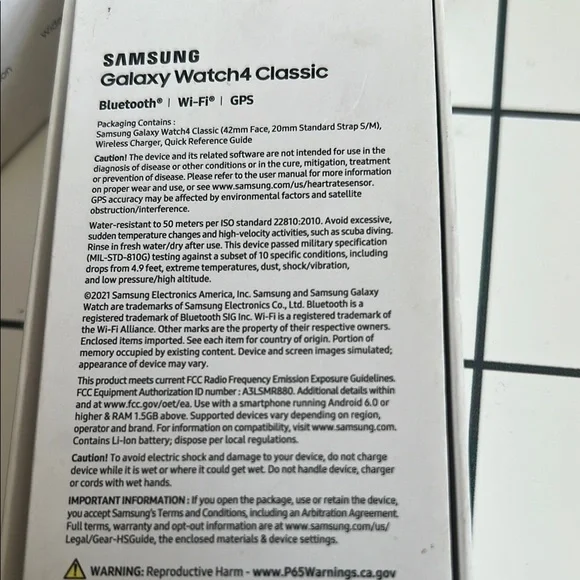 SAMSUNG
Galaxy Watch4 Classic
Bluetooth® | Wi-Fi® | GPS
Packaging Contains :
Samsung Galaxy Watch4 Classic (42mm Face, 20mm Standard Strap S/M),
Wireless Charger, Quick Reference Guide
Caution! The device and its related software are not intended for use in the
diagnosis of disease or other conditions or in the cure, mitigation, treatment
or prevention of disease. Please refer to the user manual for more information
on proper wear and use, or see www.samsung.com/us/heartratesensor.
GPS accuracy may be affected by environmental factors and satellite
obstruction/interference.
Water-resistant to 50 meters per ISO standard 22810:2010. Avoid excessive,
sudden temperature changes and high-velocity activities, such as scuba diving.
Rinse in fresh water/dry after use. This device passed military specification
(MIL-STD-810G) testing against a subset of 10 specific conditions, including
drops from 4.9 feet, extreme temperatures, dust, shock/vibration,
and low pressure/high altitude.
©2021 Samsung Electronics America, Inc. Samsung and Samsung Galaxy
Watch are trademarks of Samsung Electronics Co., Ltd. Bluetooth is a
registered trademark of Bluetooth SIG Inc. Wi-Fi is a registered trademark of
the Wi-Fi Alliance. Other marks are the property of their respective owners.
Enclosed items imported. See each item for country of origin. Portion of
memory occupied by existing content. Device and screen images simulated;
appearance of device may vary.
This product meets current FCC Radio Frequency Emission Exposure Guidelines.
FCC Equipment Authorization ID number : A3LSMR880. Additional details within
and at www.fcc.gov/oet/ea. Use with a smartphone running Android 6.0 or
higher & RAM 1.5GB above. Supported devices vary depending on region,
operator and brand. For information on compatibility, visit www.samsung.com.
Contains Li-Ion battery; dispose per local regulations.
Caution! To avoid electric shock and damage to your device, do not charge
device while it is wet or where it could get wet. Do not handle device, charger
or cords with wet hands.
IMPORTANT INFORMATION : If you open the package, use or retain the device,
you accept Samsung's Terms and Conditions, including an Arbitration Agreement.
Full terms, warranty and opt-out information are at www.samsung.com/us/
Legal/Gear-HSGuide, the enclosed materials & device settings.
WARNING: Reproductive Harm - www.P65Warnings.ca.gov